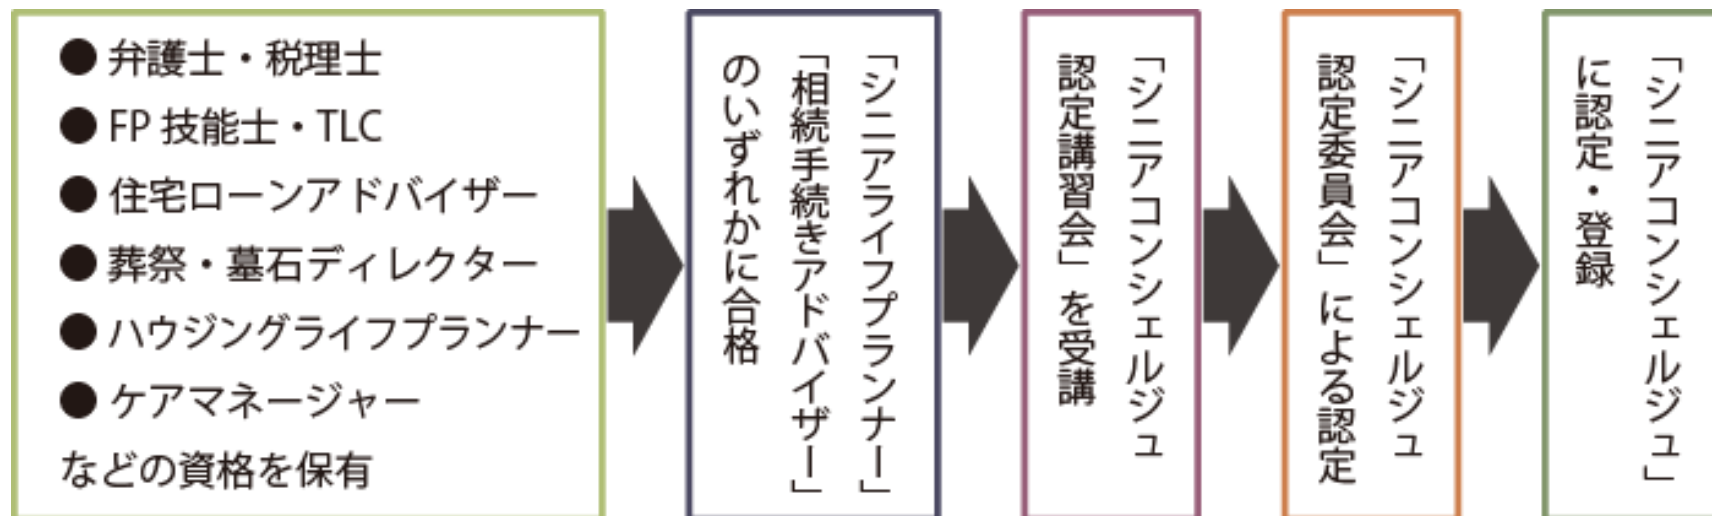 ● 弁護士・税理士
● FP 技能士・TLC
● 住宅ローンアドバイザー
● 葬祭・墓石ディレクター
● ハウジングライフプランナー
● ケアマネージャー
などの資格を保有
「シニアライフプランナー」
「相続手続きアドバイザー」
のいずれかに合格
「シニアコンシェルジュ
認定講習会」を受講
「シニアコンシェルジュ
認定委員会」による認定
「シニアコンシェルジュ」
に認定・登録